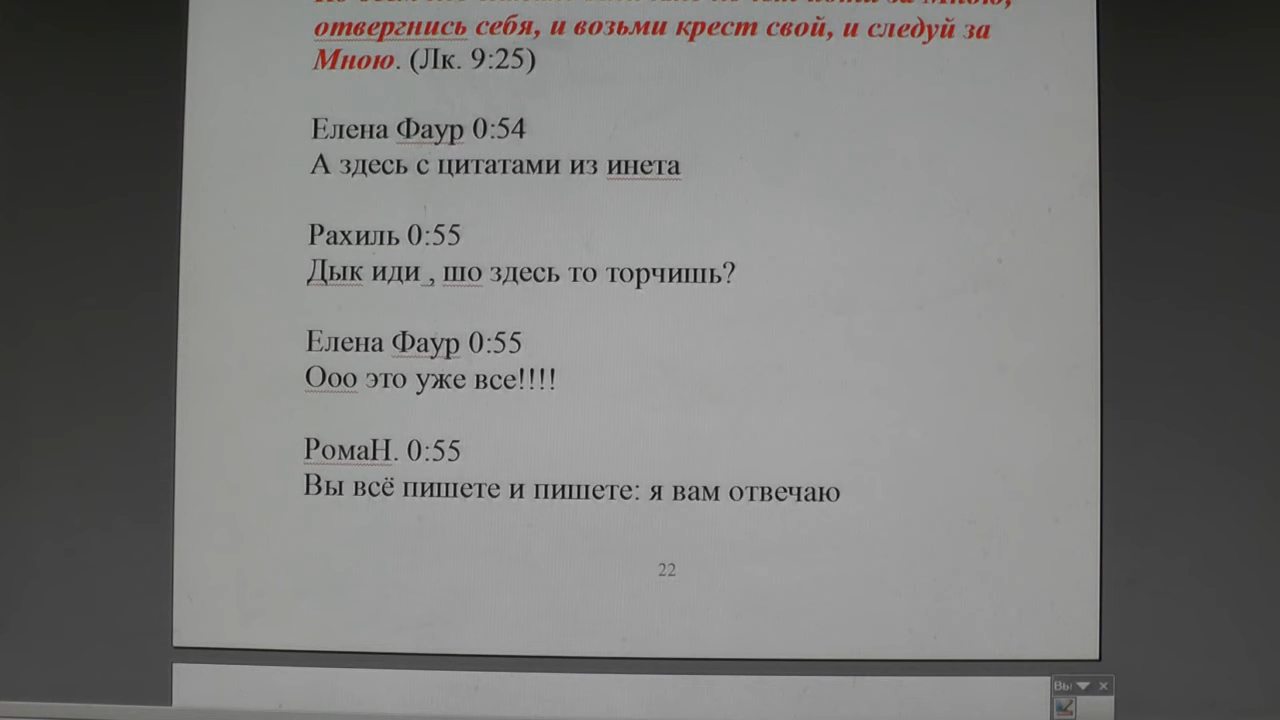 отвергнись себя, и возьми крест свой, и следуй за
Мною. (Лк. 9:25)
Елена Фаур 0:54
А здесь с цитатами из инета
Рахиль 0:55
Дык иди , шо здесь то торчишь?
Елена Фаур 0:55
Ооо это уже все!!!!
РомаН. 0:55
Вы всё пишете и пишете: я вам отвечаю
22